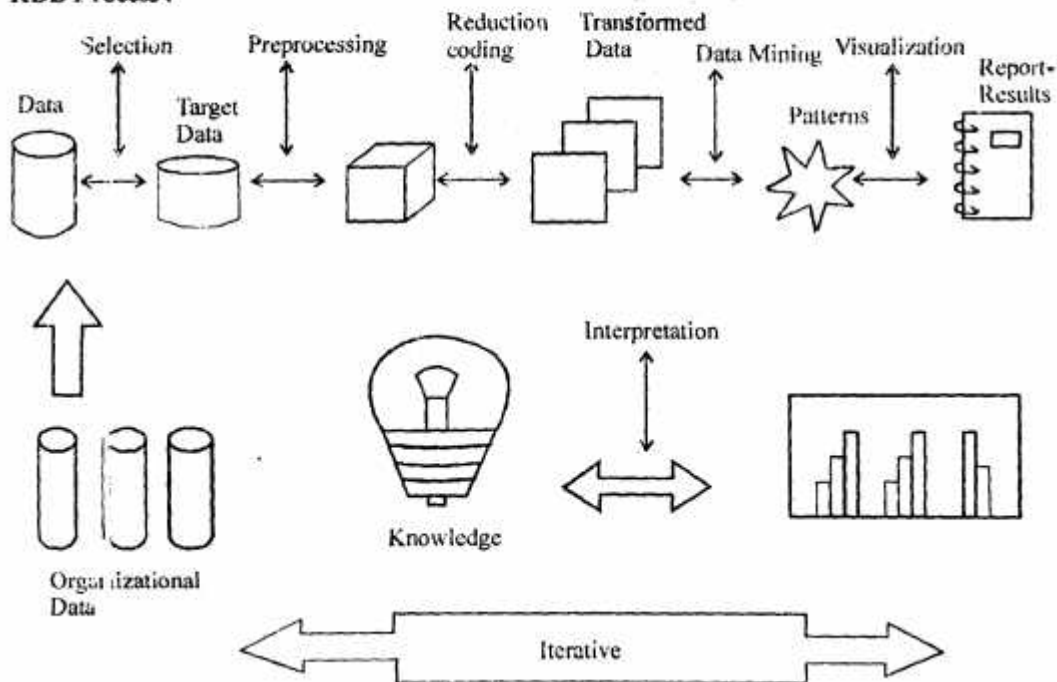 Selection
Preprocessing
Reduction
coding
Transformed
Data
Data Mining
Visualization
Report-
Results
Data
Target
Data
Patterns
Interpretation
Knowledge
Organizational
Data
Iterative